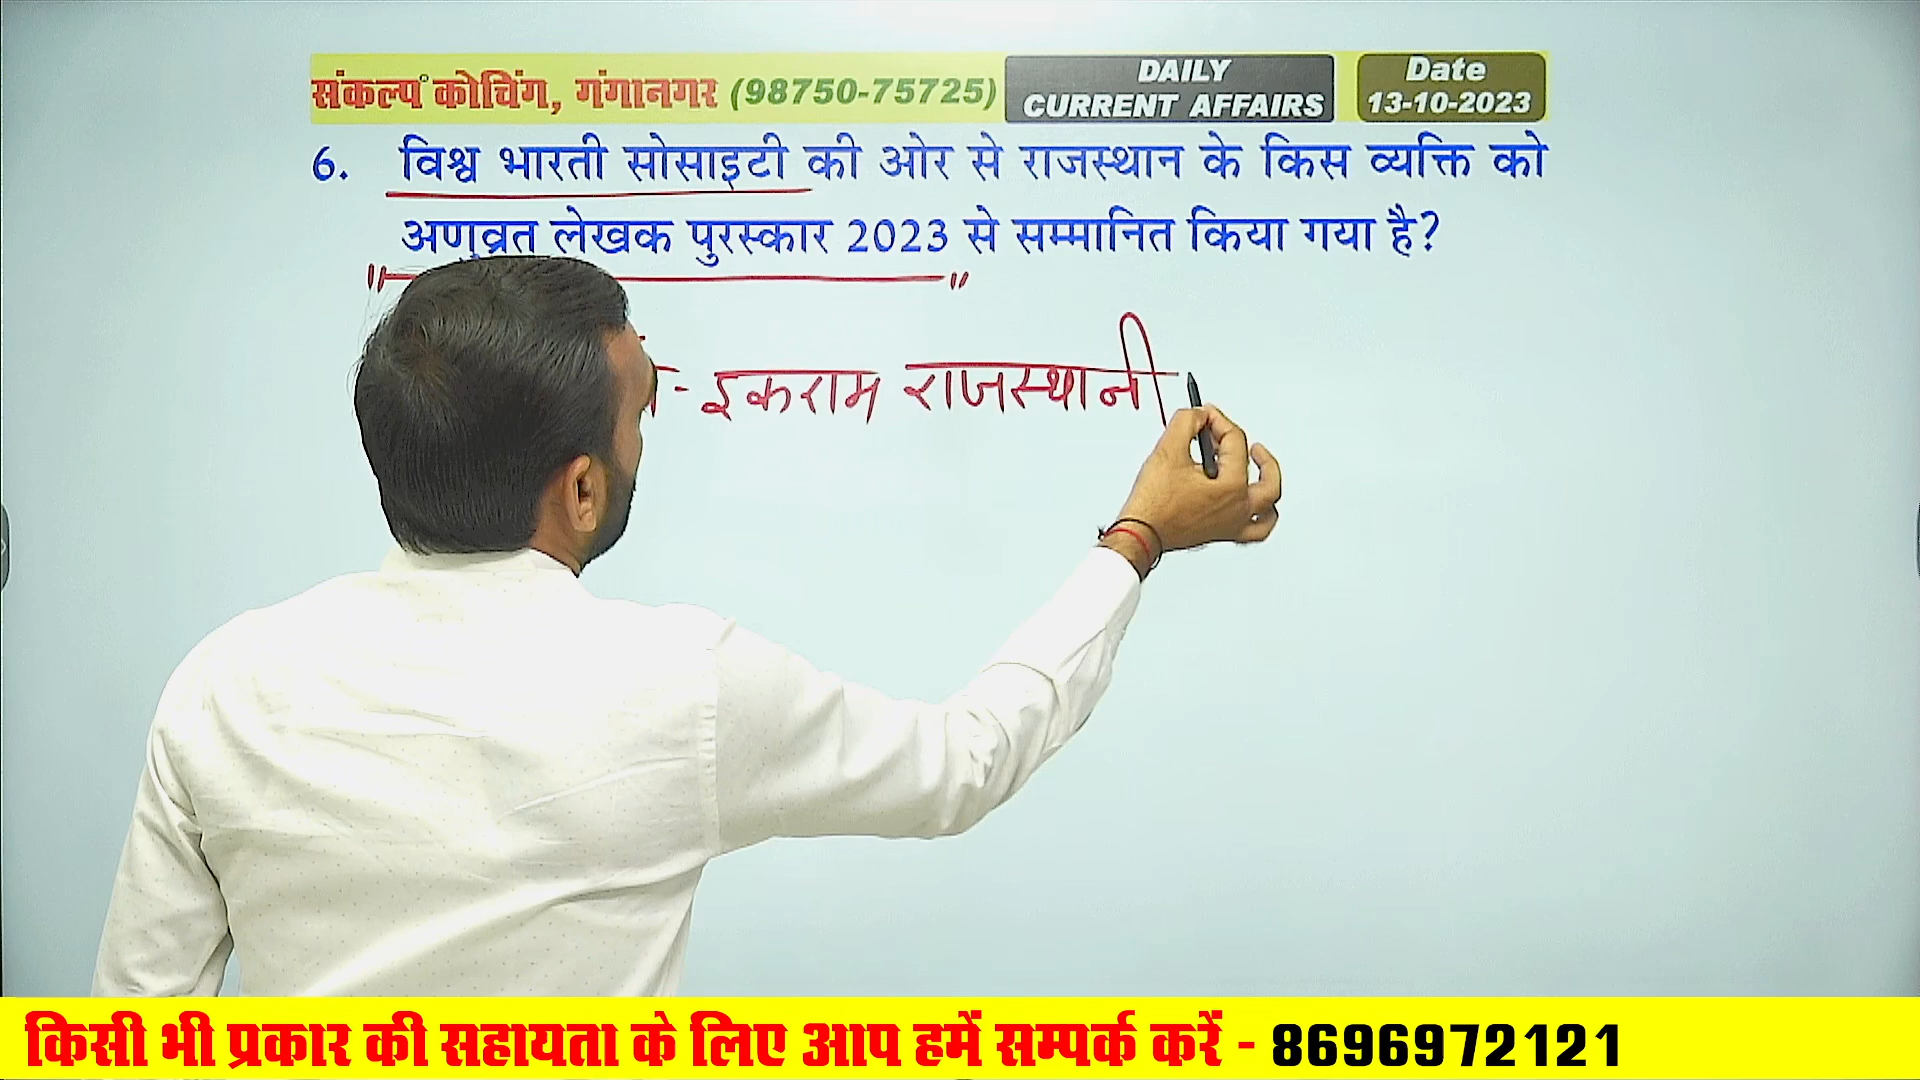 संकल्प कोचिंग, गंगानगर (98750-75725)
DAILY CURRENT AFFAIRS
Date 13-10-2023
6. विश्व भारती सोसाइटी की ओर से राजस्थान के किस व्यक्ति को
अणुव्रत लेखक पुरस्कार 2023 से सम्मानित किया गया है?
- इकराम राजस्थानी
किसी भी प्रकार की सहायता के लिए आप हमें सम्पर्क करें - 8696972121